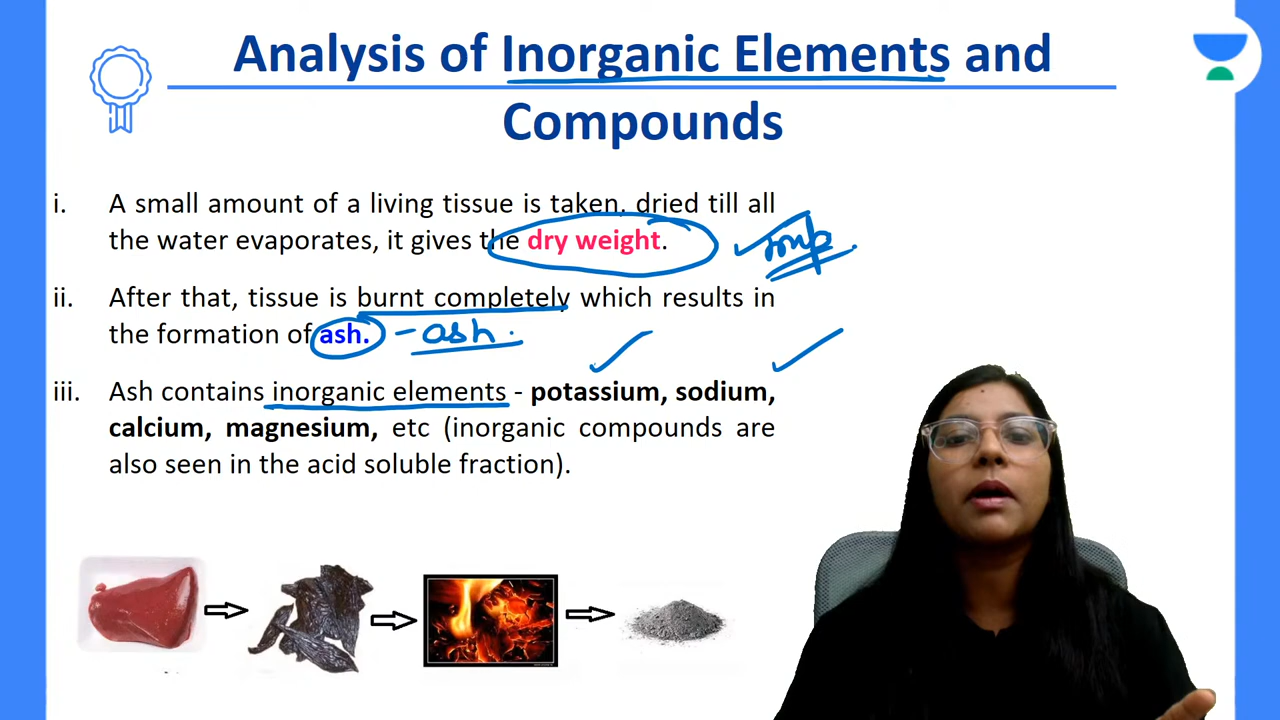 Analysis of Inorganic Elements and
Compounds
i. A small amount of a living tissue is taken, dried till all
the water evaporates, it gives the dry weight.
imp
ii. After that, tissue is burnt completely which results in
the formation of ash. - ash.
iii. Ash contains inorganic elements - potassium, sodium,
calcium, magnesium, etc (inorganic compounds are
also seen in the acid soluble fraction).